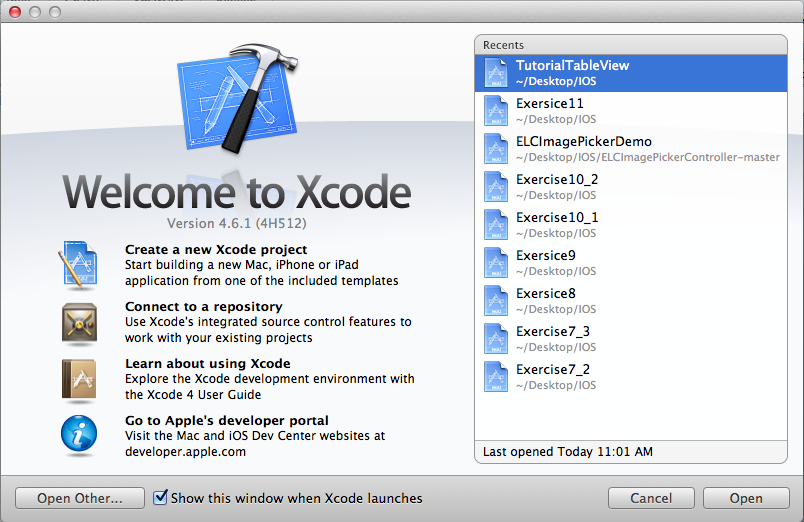 Welcome to Xcode
Version 4.6.1 (4H512)
Create a new Xcode project
Start building a new Mac, iPhone or iPad
application from one of the included templates
Connect to a repository
Use Xcode's integrated source control features to
work with your existing projects
Learn about using Xcode
Explore the Xcode development environment with
the Xcode 4 User Guide
Go to Apple's developer portal
Visit the Mac and iOS Dev Center websites at
developer.apple.com
Recents
TutorialTableView
~/Desktop/IOS
Exersice11
~/Desktop/IOS
ELCImagePickerDemo
~/Desktop/IOS/ELCImagePickerController-master
Exercise10_2
~/Desktop/IOS
Exercise10_1
~/Desktop/IOS
Exersice9
~/Desktop/IOS
Exersice8
~/Desktop/IOS
Exercise7_3
~/Desktop/IOS
Exercise7_2
~/Desktop/IOS
Last opened Today 11:01 AM
Open Other...
Show this window when Xcode launches
Cancel
Open